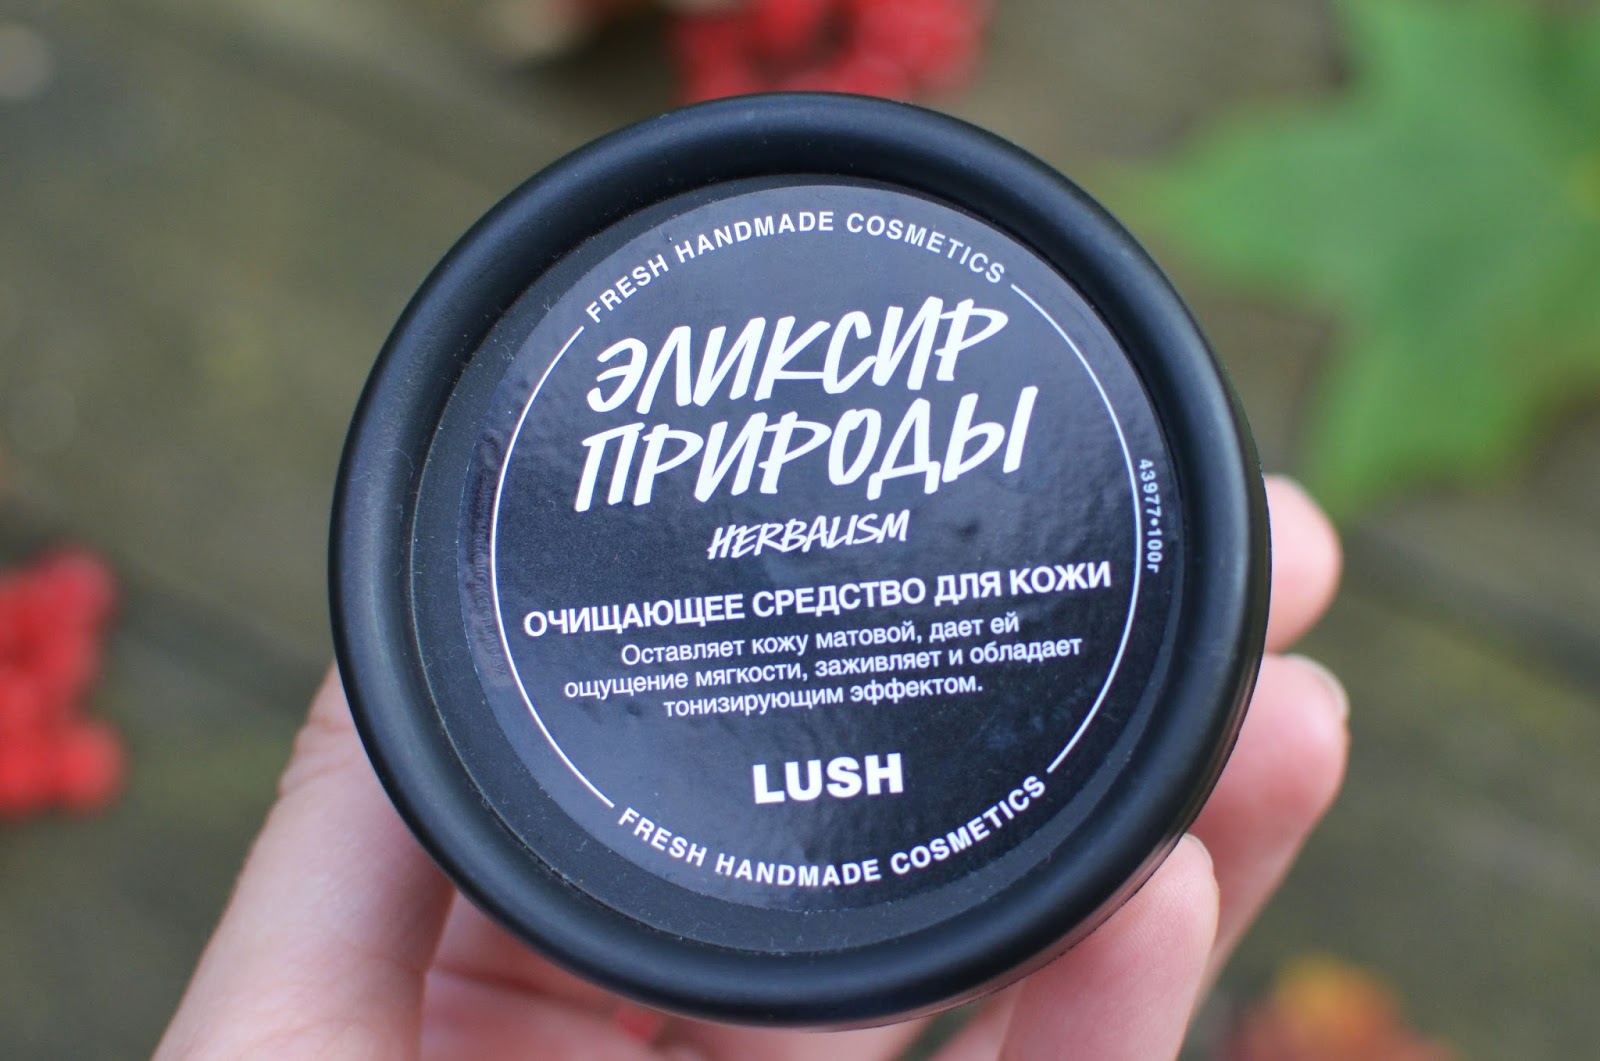 FRESH HANDMADE COSMETICS
ЭЛИКСИР
ПРИРОДЫ
HERBALISM
ОЧИЩАЮЩЕЕ СРЕДСТВО ДЛЯ КОЖИ
Оставляет кожу матовой, дает ей
ощущение мягкости, заживляет и обладает
тонизирующим эффектом.
43977•100г
LUSH
FRESH HANDMADE COSMETICS